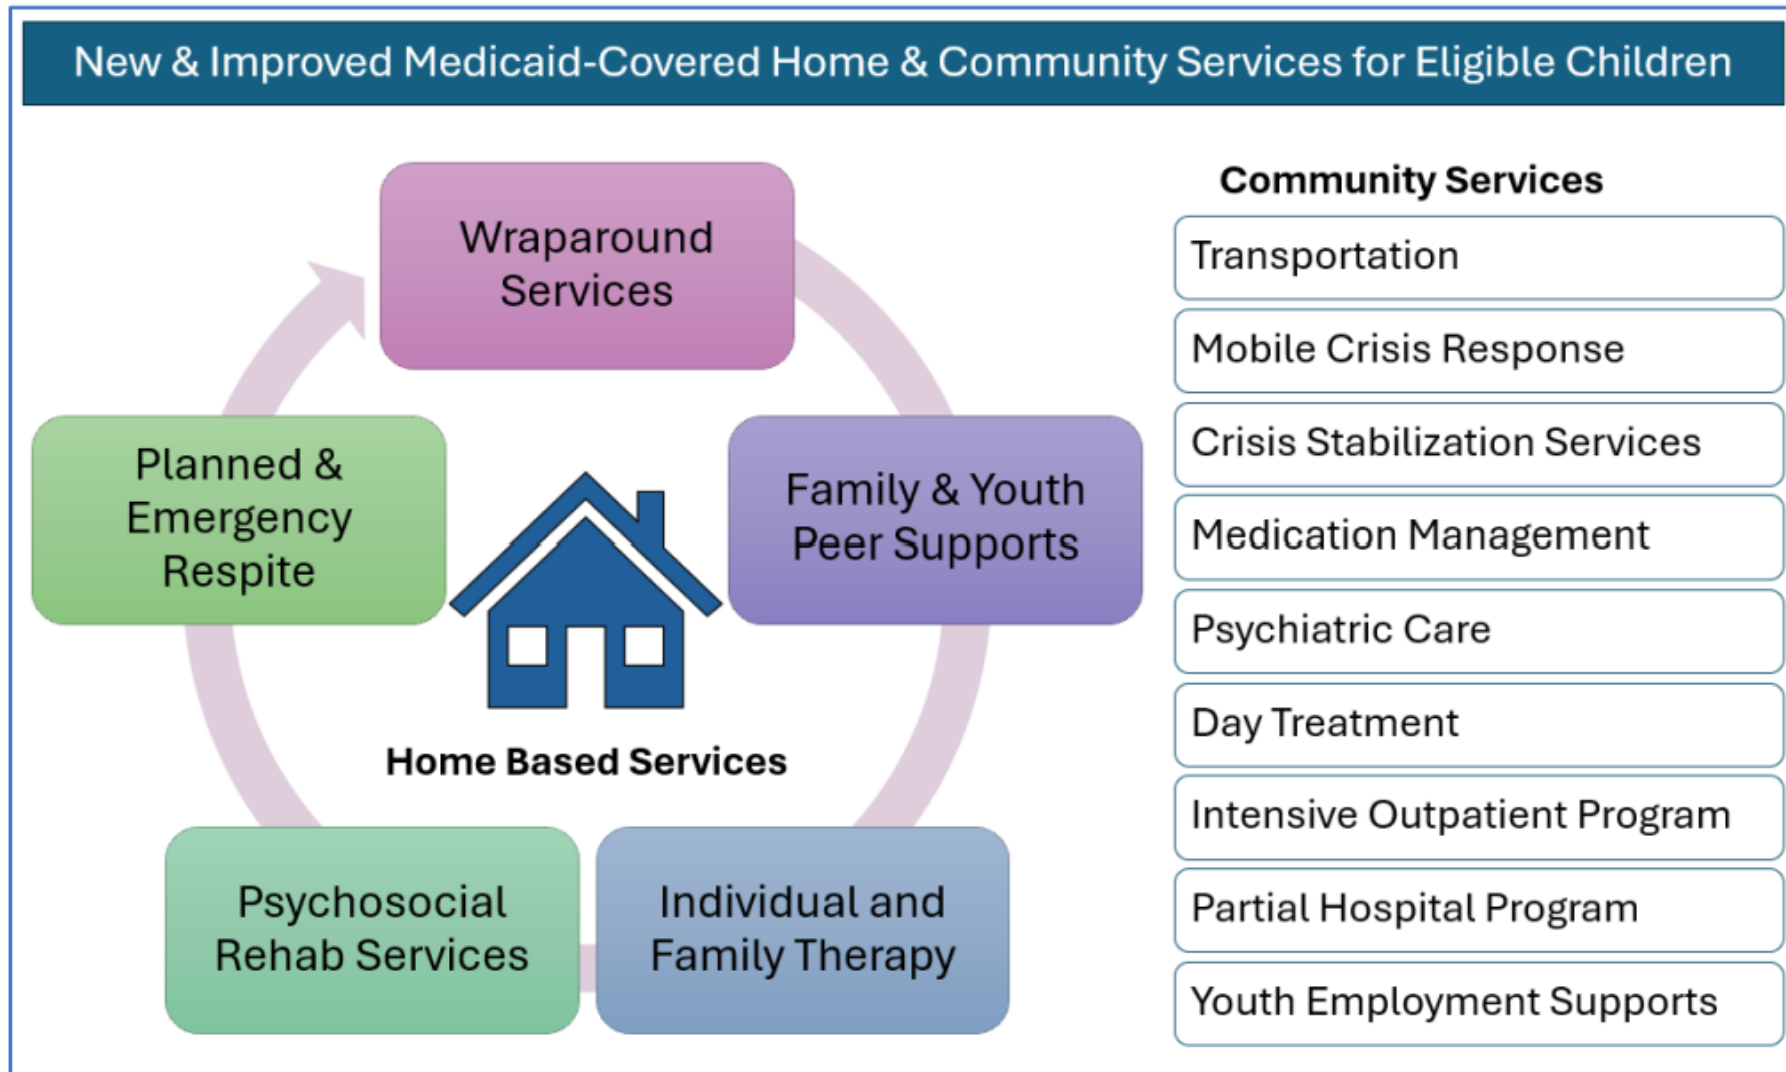 New & Improved Medicaid-Covered Home & Community Services for Eligible Children
Wraparound
Services
Family & Youth
Peer Supports
Individual and
Family Therapy
Psychosocial
Rehab Services
Planned &
Emergency
Respite
Home Based Services
Community Services
Transportation
Mobile Crisis Response
Crisis Stabilization Services
Medication Management
Psychiatric Care
Day Treatment
Intensive Outpatient Program
Partial Hospital Program
Youth Employment Supports